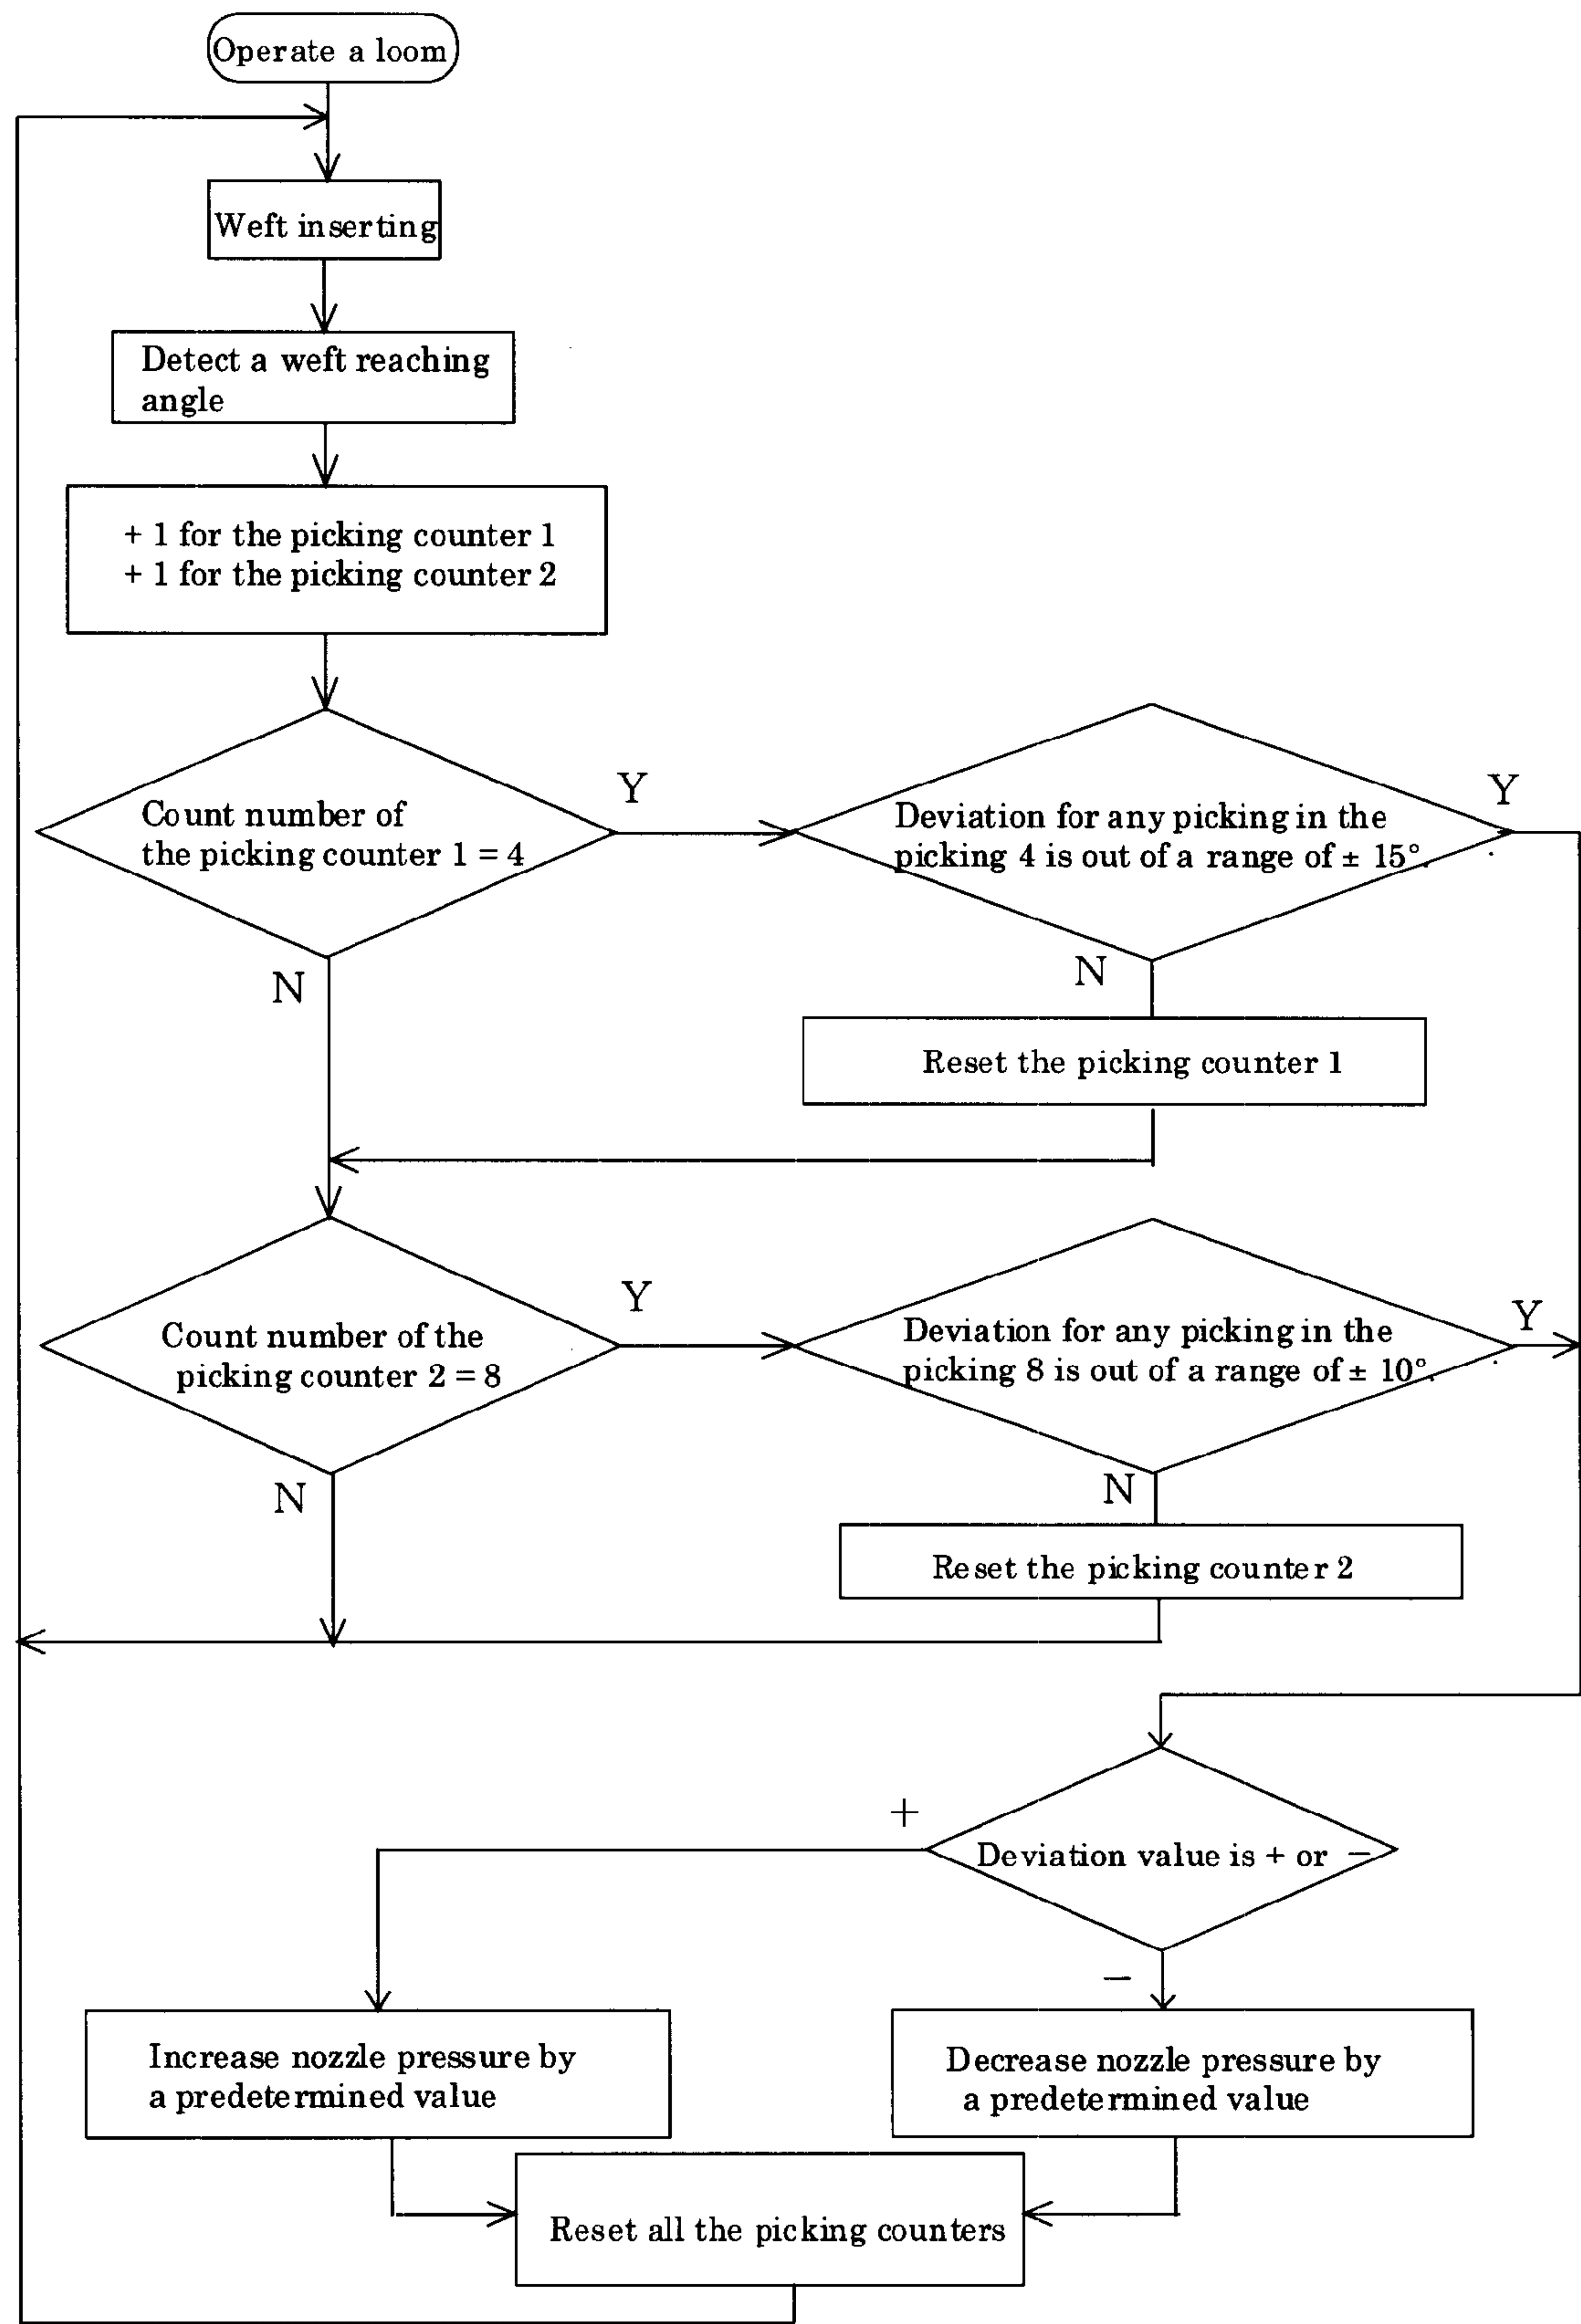 Operate a loom
Weft inserting
Detect a weft reaching
angle
+ 1 for the picking counter 1
+ 1 for the picking counter 2
Count number of
the picking counter 1 = 4
Y
Deviation for any picking in the
picking 4 is out of a range of ± 15°.
Y
N
N
Reset the picking counter 1
Count number of the
picking counter 2 = 8
Y
Deviation for any picking in the
picking 8 is out of a range of ± 10°.
Y
N
N
Reset the picking counter 2
+
Deviation value is + or −
−
Increase nozzle pressure by
a predetermined value
Decrease nozzle pressure by
a predetermined value
Reset all the picking counters